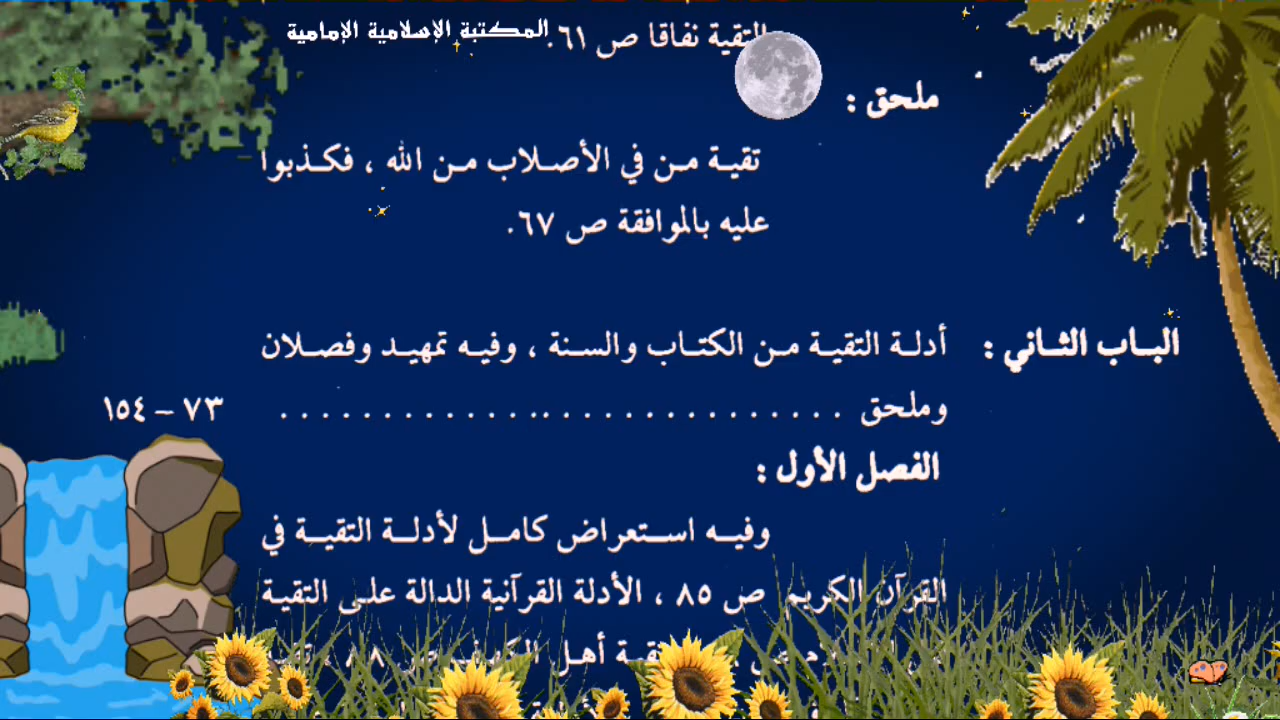 المكتبة الإسلامية الإمامية
التقية نفاقا ص ٦١.
ملحق :
تقية من في الأصلاب من الله ، فكذبوا
عليه بالموافقة ص ٦٧.
الباب الثاني : أدلة التقية من الكتاب والسنة ، وفيه تمهيد وفصلان
وملحق . . . . . . . . . . . . . . . . . . . . . . . . . . . . ٧٣ – ١٥٤
الفصل الأول :
وفيه استعراض كامل لأدلة التقية في
القرآن الكريم ص ٨٥ ، الأدلة القرآنية الدالة على التقية
أهل